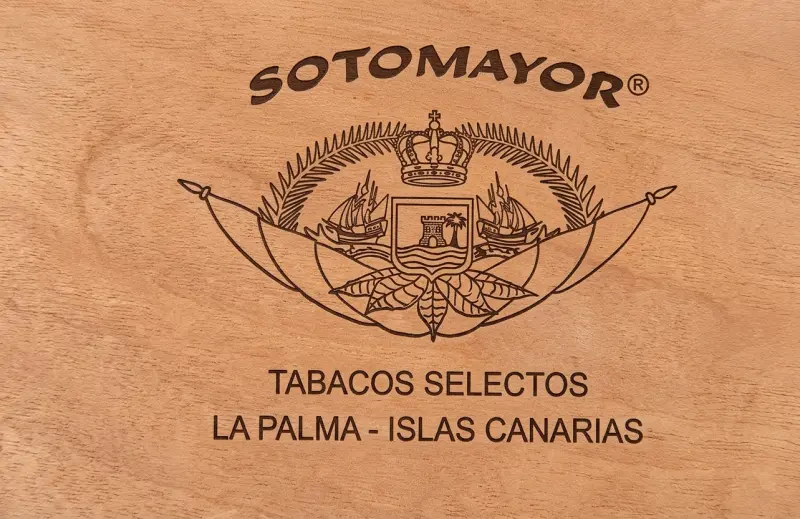 SOTOMAYOR®
TABACOS SELECTOS
LA PALMA - ISLAS CANARIAS